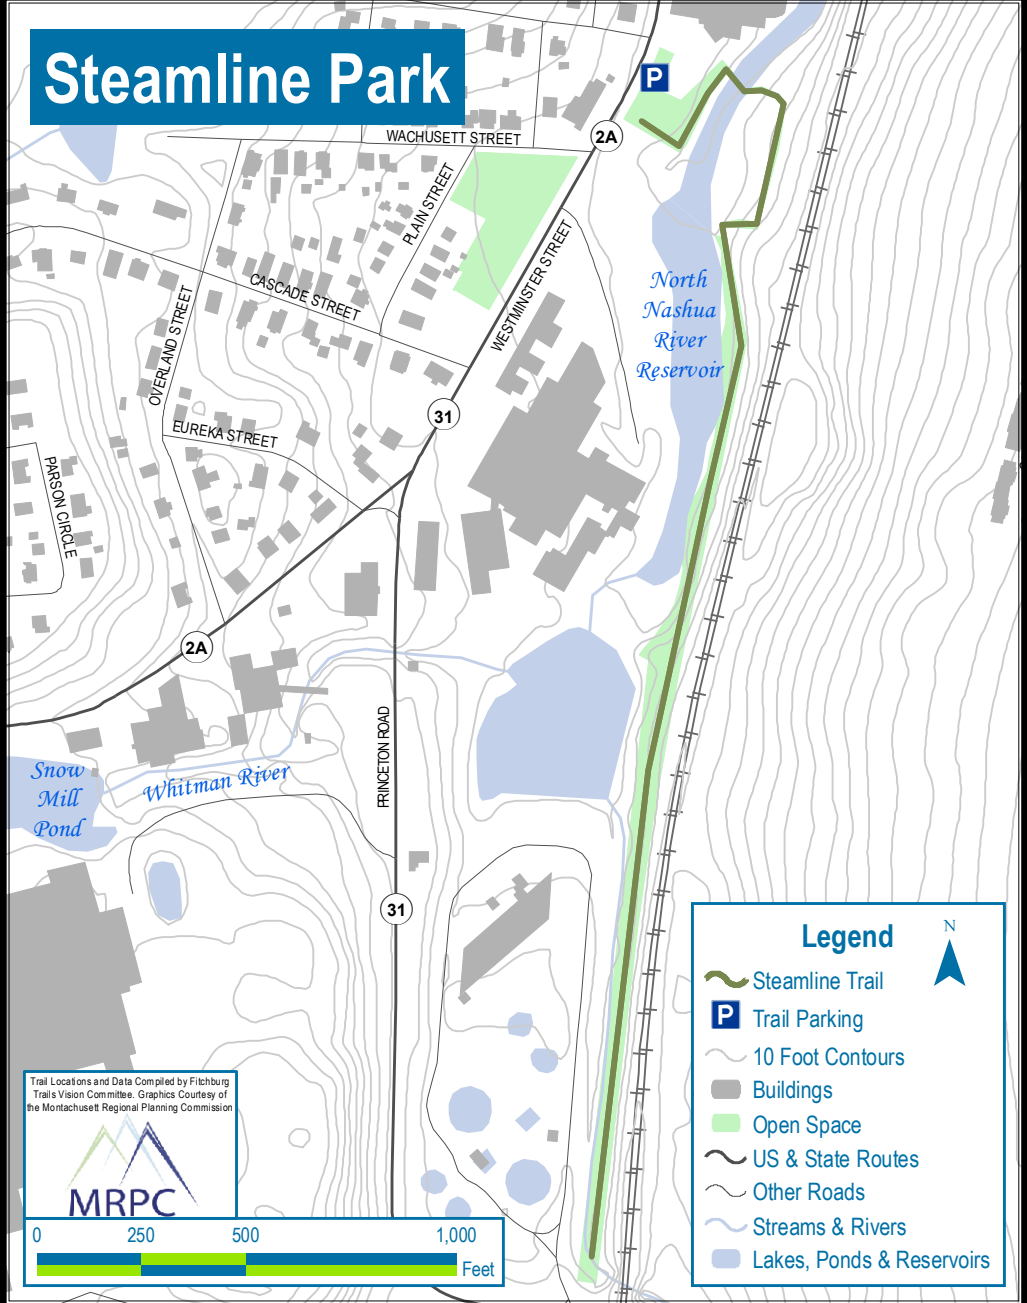 Steamline Park
P
2A
WACHUSETT STREET
PLAIN STREET
CASCADE STREET
WESTMINSTER STREET
OVERLAND STREET
North
Nashua
River
Reservoir
31
EUREKA STREET
PARSON CIRCLE
2A
PRINCETON ROAD
Snow
Mill
Pond
Whitman River
31
Legend
N
Steamline Trail
P Trail Parking
10 Foot Contours
Buildings
Open Space
US & State Routes
Other Roads
Streams & Rivers
Lakes, Ponds & Reservoirs
Trail Locations and Data Compiled by Fitchburg
Trails Vision Committee. Graphics Courtesy of
the Montachusett Regional Planning Commission
MRPC
0 250 500 1,000
Feet